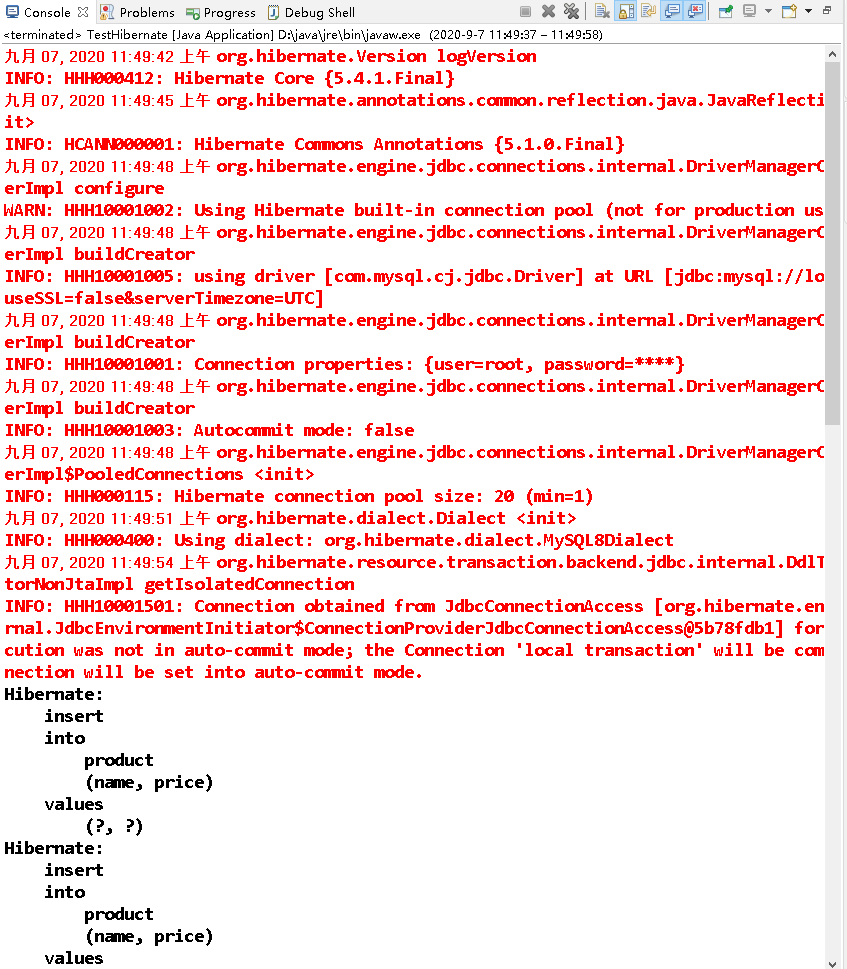 Console Problems Progress Debug Shell
<terminated> TestHibernate [Java Application] D:\java\jre\bin\javaw.exe (2020-9-7 11:49:37 – 11:49:58)
九月 07, 2020 11:49:42 上午 org.hibernate.Version logVersion
INFO: HHH000412: Hibernate Core {5.4.1.Final}
九月 07, 2020 11:49:45 上午 org.hibernate.annotations.common.reflection.java.JavaReflecti
it>
INFO: HCANN000001: Hibernate Commons Annotations {5.1.0.Final}
九月 07, 2020 11:49:48 上午 org.hibernate.engine.jdbc.connections.internal.DriverManagerC
erImpl configure
WARN: HHH10001002: Using Hibernate built-in connection pool (not for production us
九月 07, 2020 11:49:48 上午 org.hibernate.engine.jdbc.connections.internal.DriverManagerC
erImpl buildCreator
INFO: HHH10001005: using driver [com.mysql.cj.jdbc.Driver] at URL [jdbc:mysql://lo
useSSL=false&serverTimezone=UTC]
九月 07, 2020 11:49:48 上午 org.hibernate.engine.jdbc.connections.internal.DriverManagerC
erImpl buildCreator
INFO: HHH10001001: Connection properties: {user=root, password=****}
九月 07, 2020 11:49:48 上午 org.hibernate.engine.jdbc.connections.internal.DriverManagerC
erImpl buildCreator
INFO: HHH10001003: Autocommit mode: false
九月 07, 2020 11:49:48 上午 org.hibernate.engine.jdbc.connections.internal.DriverManagerC
erImpl$PooledConnections <init>
INFO: HHH000115: Hibernate connection pool size: 20 (min=1)
九月 07, 2020 11:49:51 上午 org.hibernate.dialect.Dialect <init>
INFO: HHH000400: Using dialect: org.hibernate.dialect.MySQL8Dialect
九月 07, 2020 11:49:54 上午 org.hibernate.resource.transaction.backend.jdbc.internal.DdlT
torNonJtaImpl getIsolatedConnection
INFO: HHH10001501: Connection obtained from JdbcConnectionAccess [org.hibernate.en
rnal.JdbcEnvironmentInitiator$ConnectionProviderJdbcConnectionAccess@5b78fdb1] for
cution was not in auto-commit mode; the Connection 'local transaction' will be com
nection will be set into auto-commit mode.
Hibernate:
    insert
    into
        product
        (name, price)
    values
        (?, ?)
Hibernate:
    insert
    into
        product
        (name, price)
    values